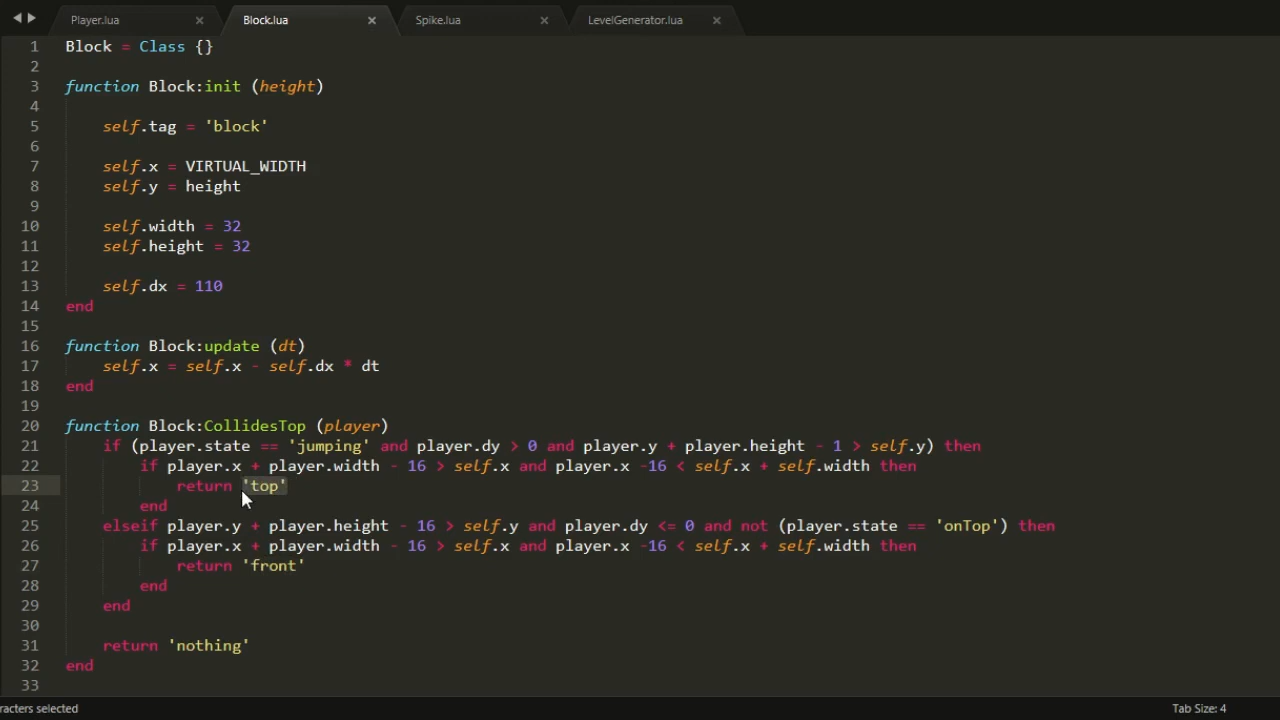 Player.lua × Block.lua × Spike.lua × LevelGenerator.lua ×
1 Block = Class {}
2
3 function Block:init (height)
4
5 self.tag = 'block'
6
7 self.x = VIRTUAL_WIDTH
8 self.y = height
9
10 self.width = 32
11 self.height = 32
12
13 self.dx = 110
14 end
15
16 function Block:update (dt)
17 self.x = self.x - self.dx * dt
18 end
19
20 function Block:CollidesTop (player)
21 if (player.state == 'jumping' and player.dy > 0 and player.y + player.height - 1 > self.y) then
22 if player.x + player.width - 16 > self.x and player.x -16 < self.x + self.width then
23 return 'top'
24 end
25 elseif player.y + player.height - 16 > self.y and player.dy <= 0 and not (player.state == 'onTop') then
26 if player.x + player.width - 16 > self.x and player.x -16 < self.x + self.width then
27 return 'front'
28 end
29 end
30
31 return 'nothing'
32 end
33
racters selected Tab Size: 4